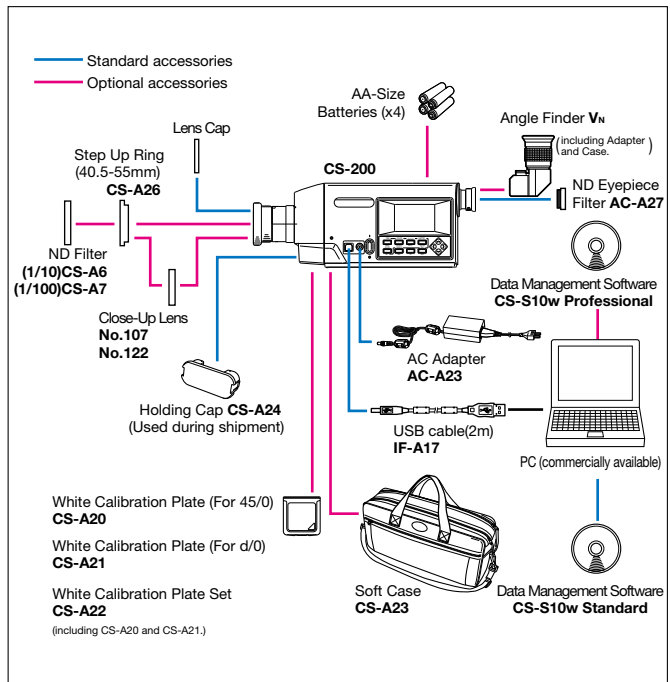 Standard accessories
Optional accessories
AA-Size
Batteries (x4)
Angle Finder VN
(including Adapter
and Case.)
Lens Cap
Step Up Ring
(40.5-55mm)
CS-A26
CS-200
ND Eyepiece
Filter AC-A27
ND Filter
(1/10)CS-A6
(1/100)CS-A7
Close-Up Lens
No.107
No.122
Data Management Software
CS-S10w Professional
AC Adapter
AC-A23
Holding Cap CS-A24
(Used during shipment)
USB cable(2m)
IF-A17
PC (commercially available)
White Calibration Plate (For 45/0)
CS-A20
White Calibration Plate (For d/0)
CS-A21
White Calibration Plate Set
CS-A22
(including CS-A20 and CS-A21.)
Soft Case
CS-A23
Data Management Software
CS-S10w Standard